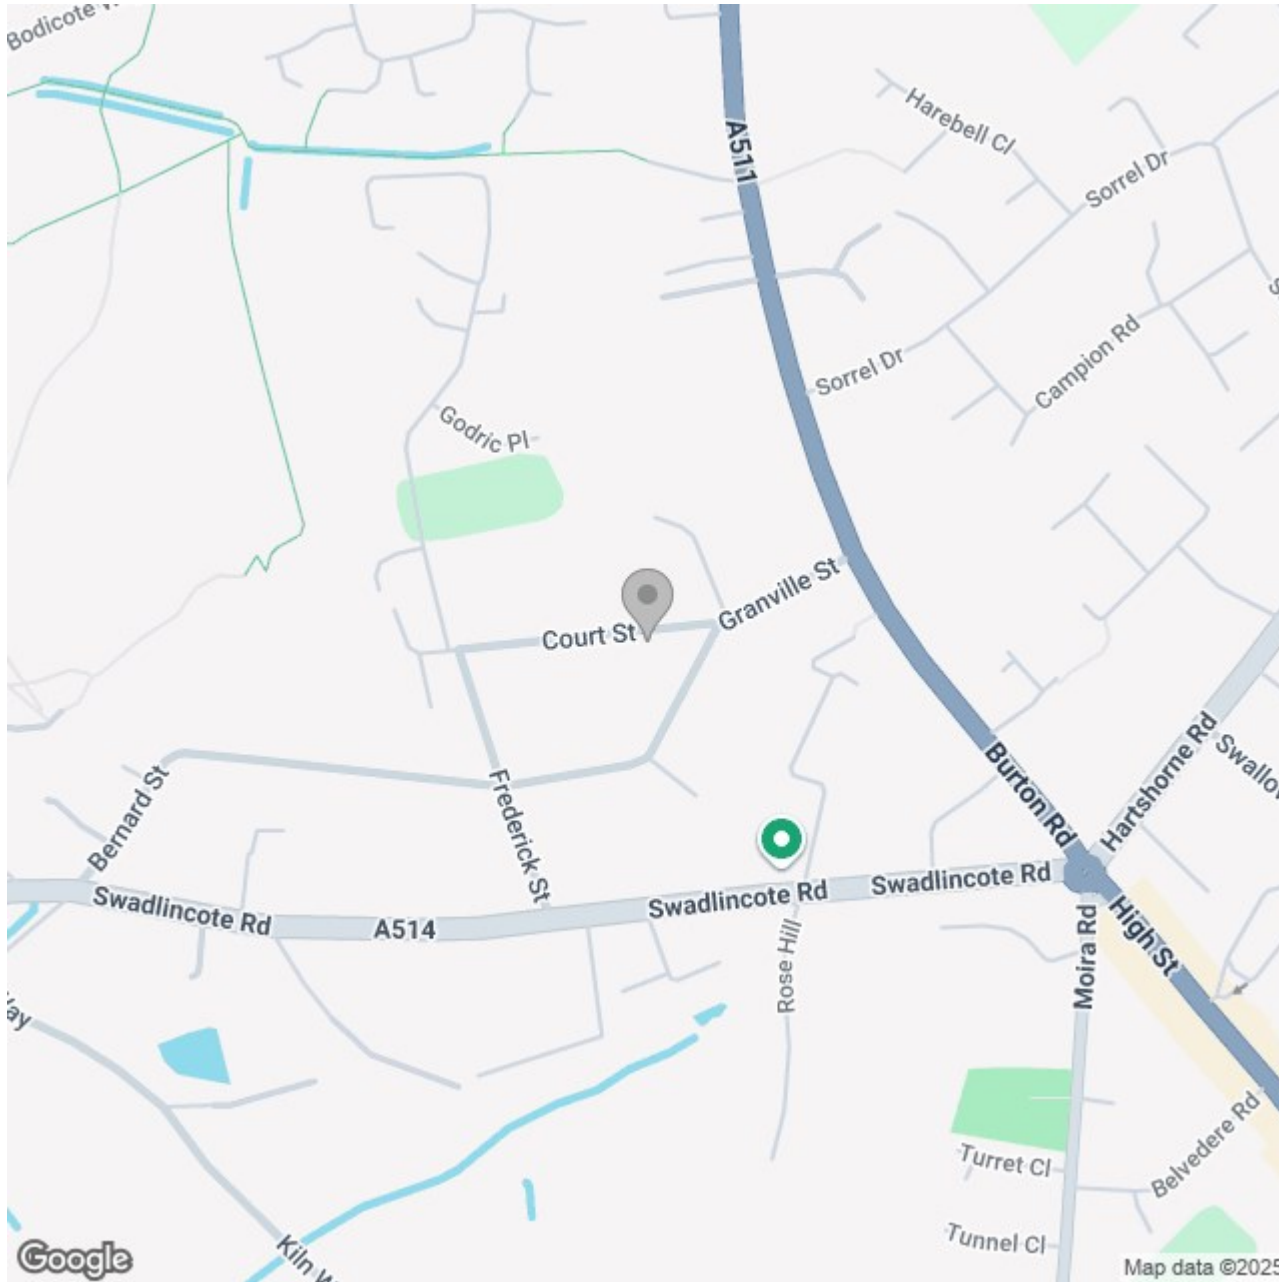 Bodicote
A511
Harebell Cl
Sorrel Dr
Campion Rd
Sorrel Dr
Godric Pl
Granville St
Court St
Hartshorne Rd
Burton Rd
Bernard St
Frederick St
Swadlincote Rd
Swadlincote Rd
Swadlincote Rd
A514
Rose Hill
Moira Rd
High St
Belvedere Rd
Turret Cl
Tunnel Cl
Kiln
Google
Map data ©2025